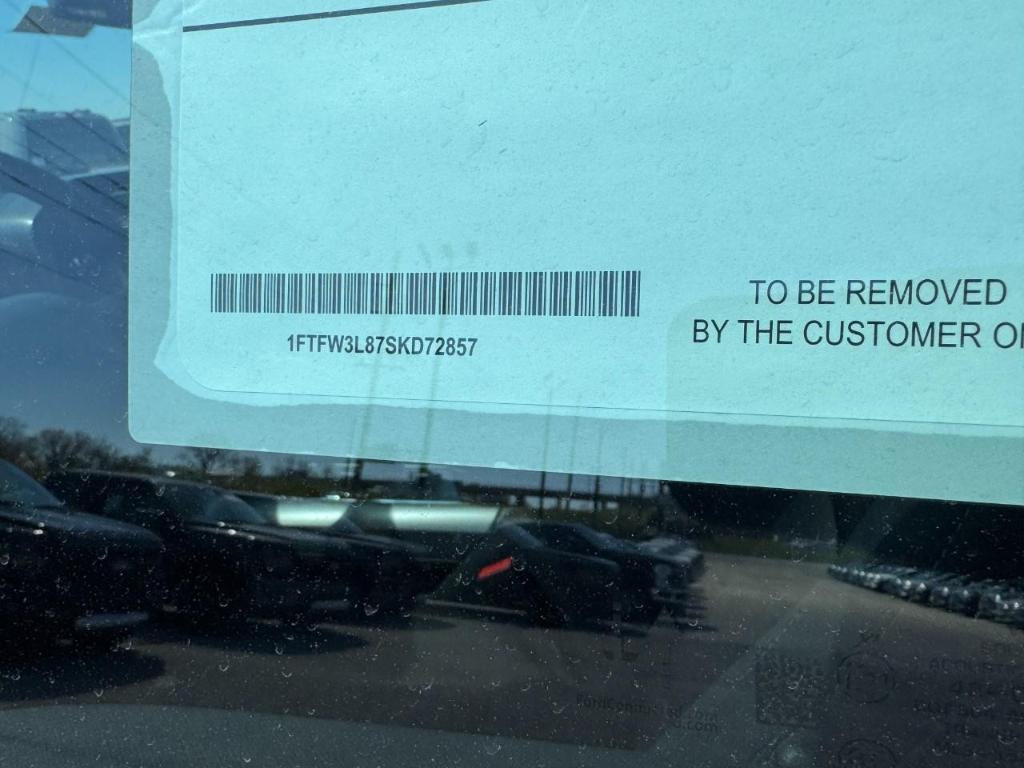 1FTFW3L87SKD72857
TO BE REMOVED
BY THE CUSTOMER